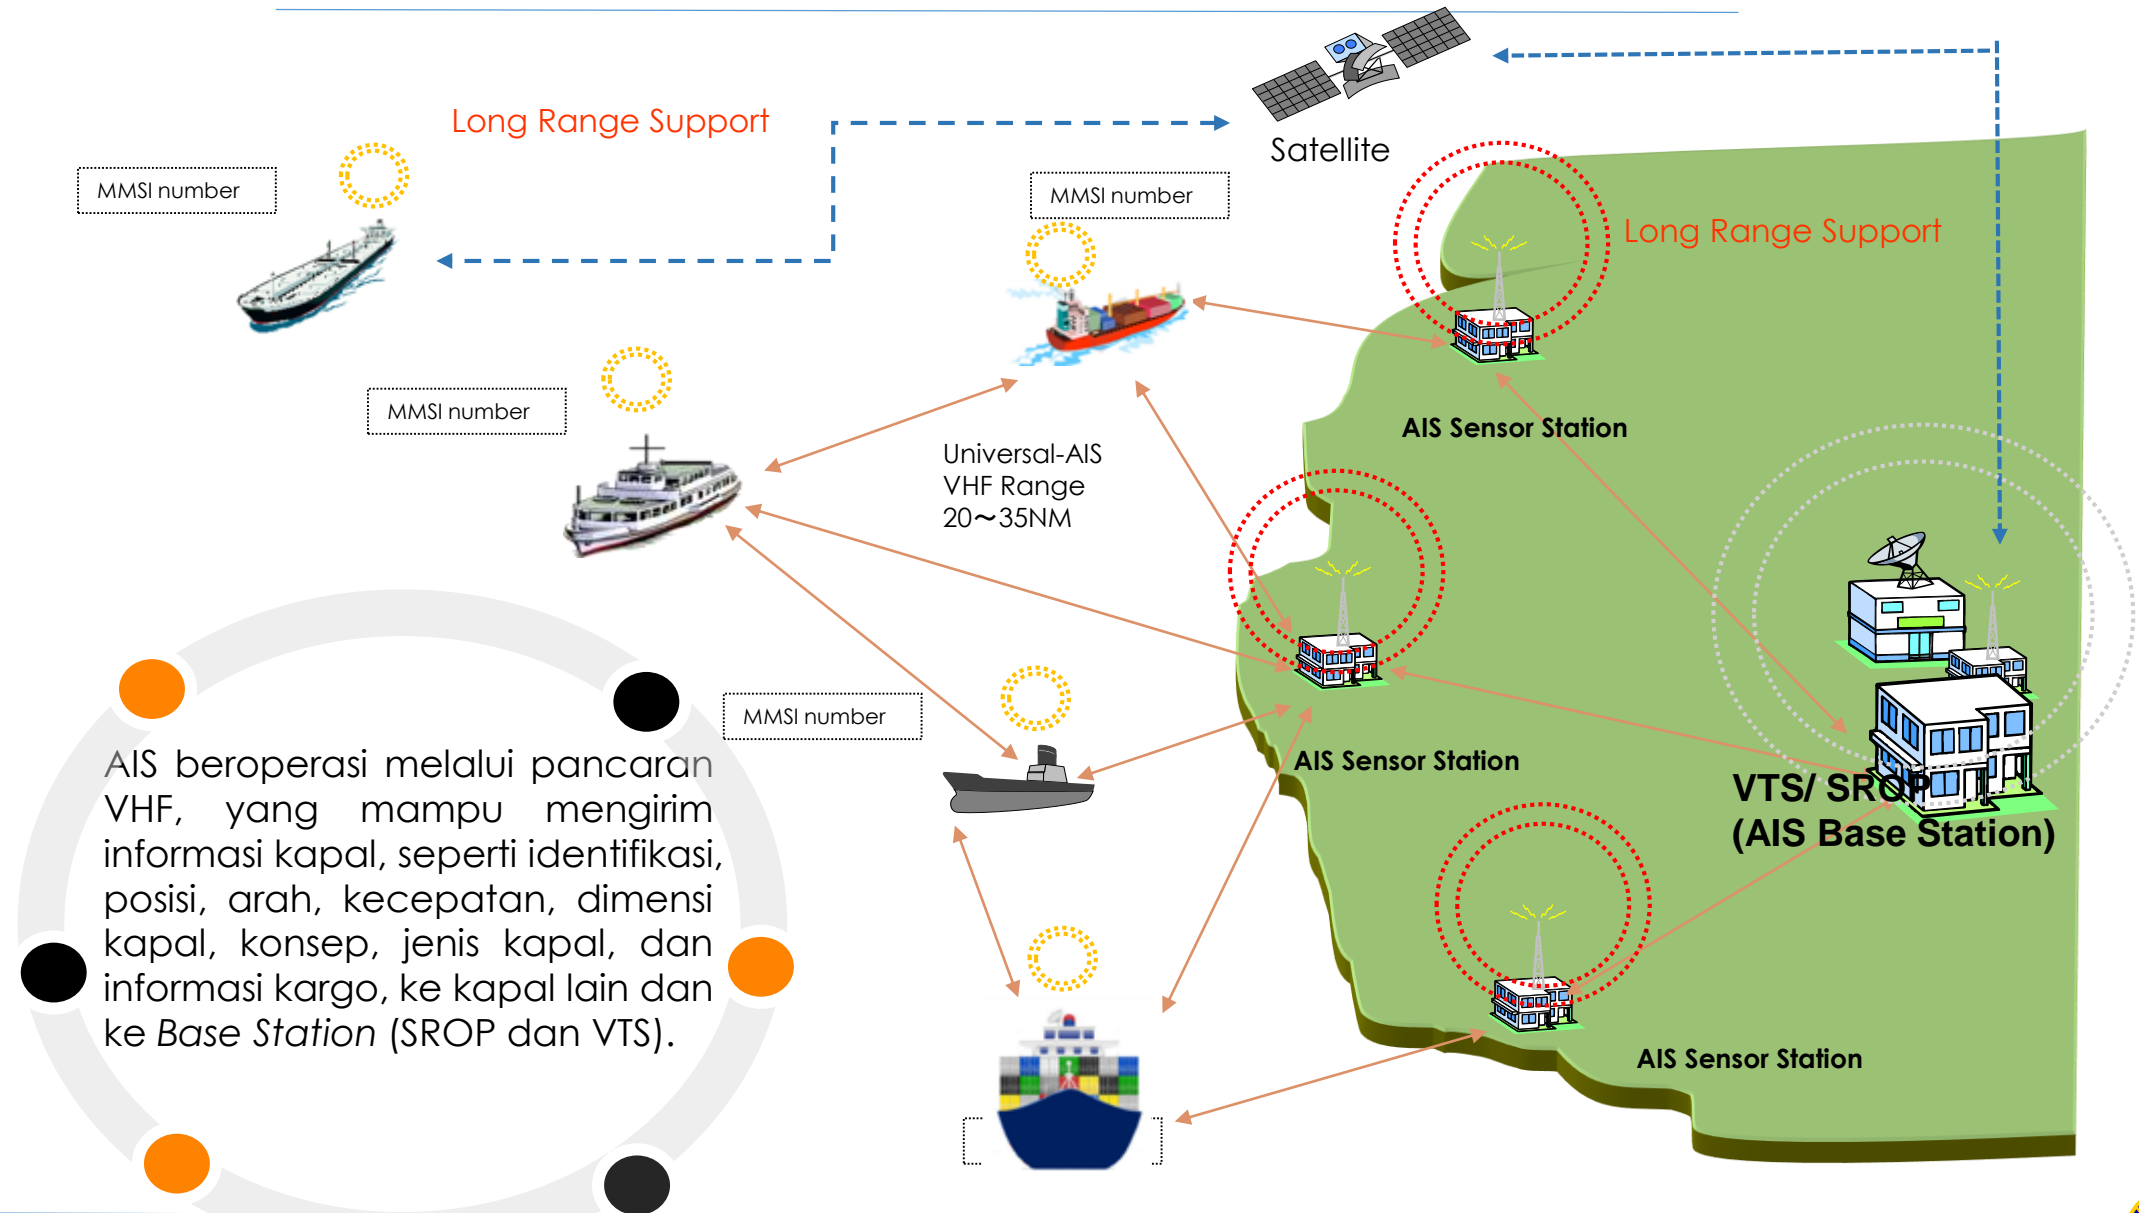 Long Range Support
Satellite
MMSI number
MMSI number
Long Range Support
MMSI number
AIS Sensor Station
Universal-AIS
VHF Range
20～35NM
MMSI number
AIS Sensor Station
VTS/ SROP
(AIS Base Station)
AIS beroperasi melalui pancaran
VHF, yang mampu mengirim
informasi kapal, seperti identifikasi,
posisi, arah, kecepatan, dimensi
kapal, konsep, jenis kapal, dan
informasi kargo, ke kapal lain dan
ke Base Station (SROP dan VTS).
AIS Sensor Station